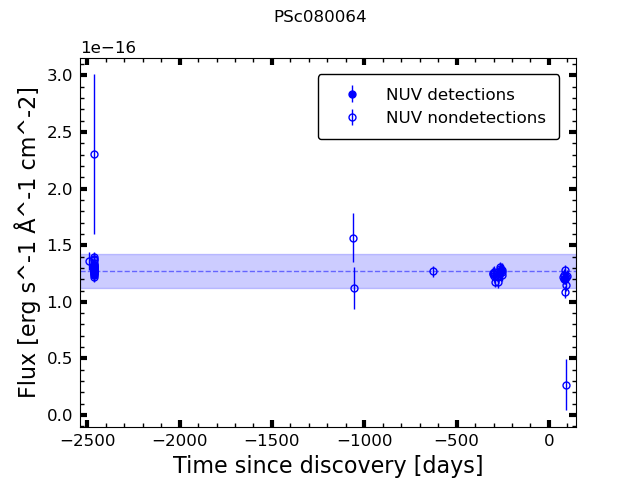 PSc080064
1e−16
NUV detections
NUV nondetections
3.0
2.5
2.0
1.5
1.0
0.5
0.0
Flux [erg s^-1 Å^-1 cm^-2]
−2500 −2000 −1500 −1000 −500 0
Time since discovery [days]